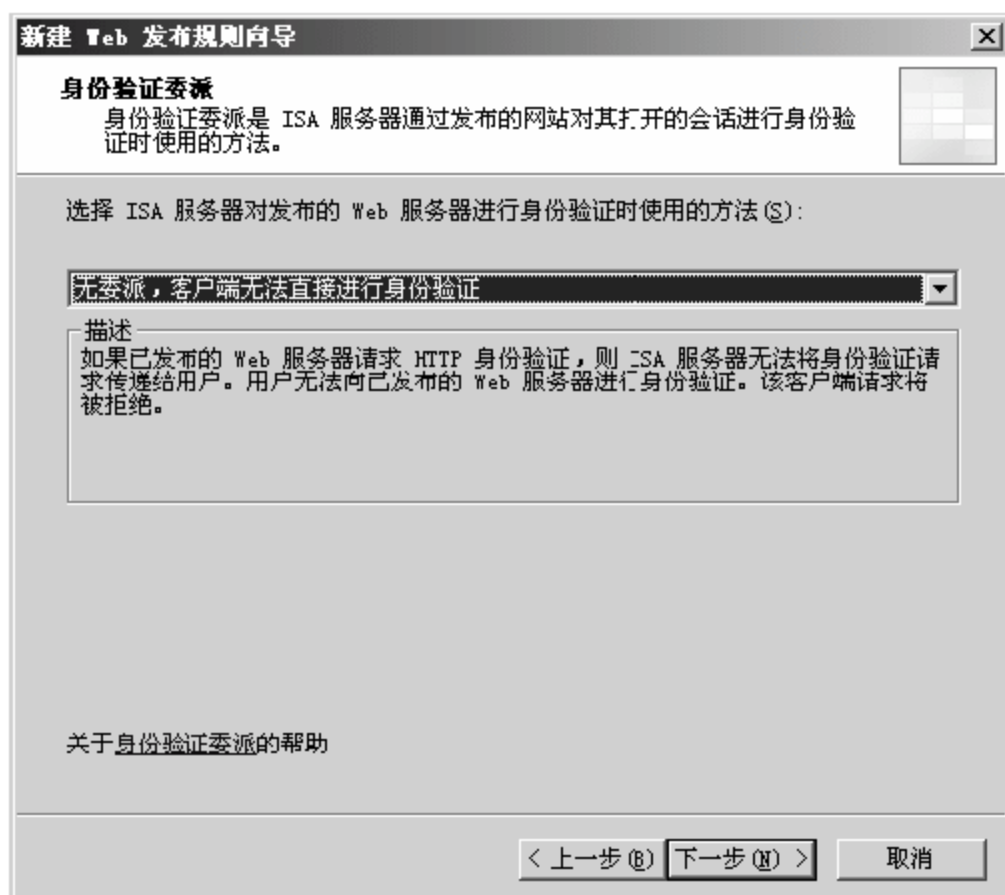 新建 Web 发布规则向导
身份验证委派
身份验证委派是 ISA 服务器通过发布的网站对其打开的会话进行身份验
证时使用的方法。
选择 ISA 服务器对发布的 Web 服务器进行身份验证时使用的方法(S):
无委派，客户端无法直接进行身份验证
描述
如果已发布的 Web 服务器请求 HTTP 身份验证，则 ISA 服务器无法将身份验证请
求传递给用户。用户无法向已发布的 Web 服务器进行身份验证。该客户端请求将
被拒绝。
关于身份验证委派的帮助
< 上一步(B) 下一步(N) > 取消